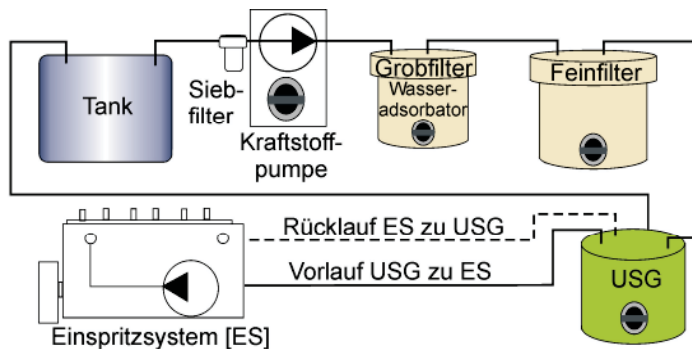 Tank
Sieb-
filter
Kraftstoff-
pumpe
Grobfilter
Wasser-
adsorbator
Feinfilter
Rücklauf ES zu USG
Vorlauf USG zu ES
Einspritzsystem [ES]
USG